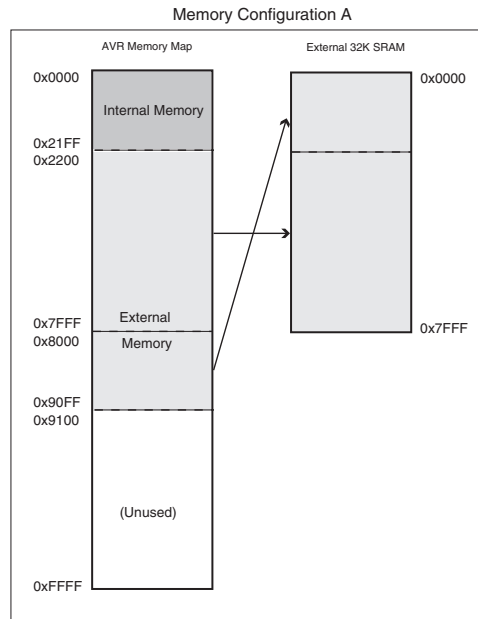 Memory Configuration A
AVR Memory Map
External 32K SRAM
0x0000
0x0000
Internal Memory
0x21FF
0x2200
External
0x7FFF
0x7FFF
0x8000
Memory
0x90FF
0x9100
(Unused)
0xFFFF